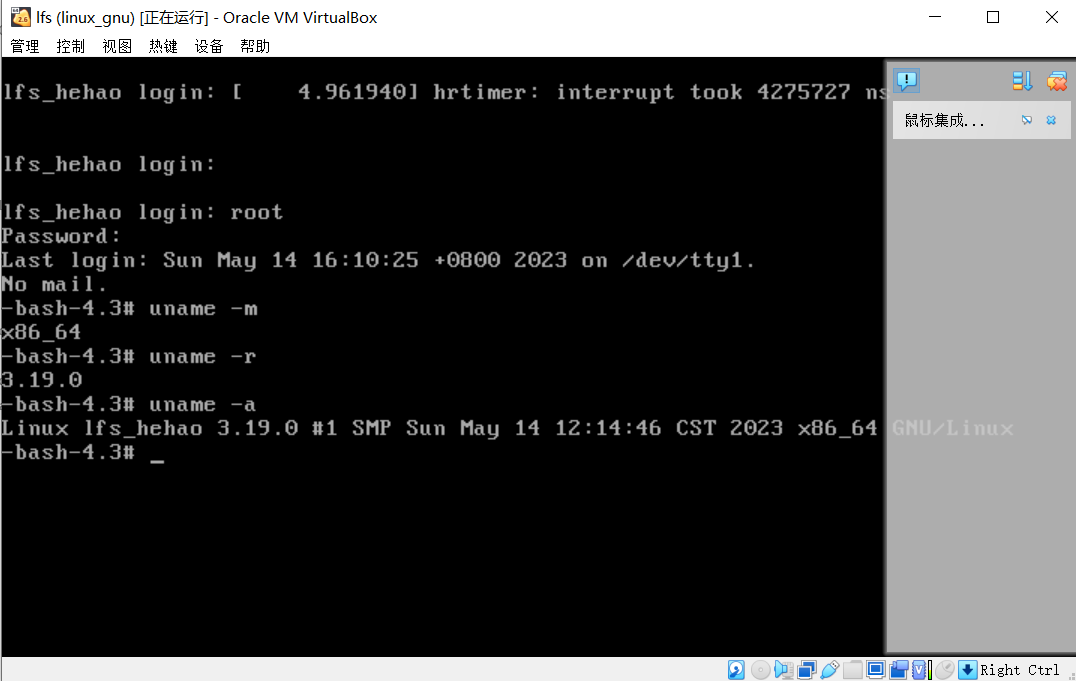 lfs (linux_gnu) [正在运行] - Oracle VM VirtualBox
管理 控制 视图 热键 设备 帮助
lfs_hehao login: [    4.961940] hrtimer: interrupt took 4275727 ns
鼠标集成...
lfs_hehao login:
lfs_hehao login: root
Password:
Last login: Sun May 14 16:10:25 +0800 2023 on /dev/tty1.
No mail.
-bash-4.3# uname -m
x86_64
-bash-4.3# uname -r
3.19.0
-bash-4.3# uname -a
Linux lfs_hehao 3.19.0 #1 SMP Sun May 14 12:14:46 CST 2023 x86_64 GNU/Linux
-bash-4.3# _
Right Ctrl